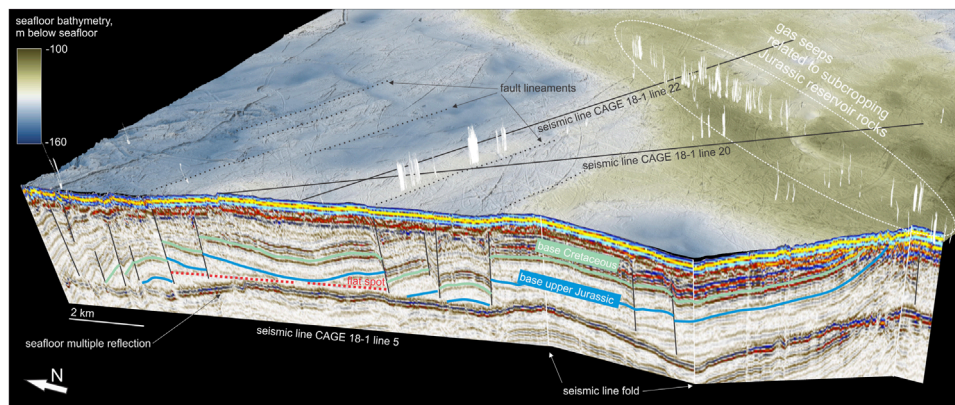 seafloor bathymetry,
m below seafloor
-100
-160
fault lineaments
gas seeps
related to subcropping
Jurassic reservoir rocks
seismic line CAGE 18-1 line 22
seismic line CAGE 18-1 line 20
base Cretaceous
base upper Jurassic
flat spot
2 km
seismic line CAGE 18-1 line 5
seafloor multiple reflection
seismic line fold
N